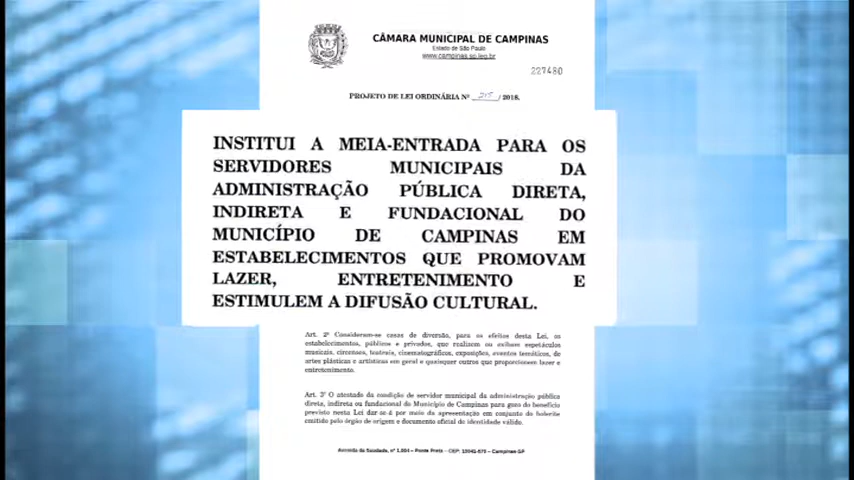 CÂMARA MUNICIPAL DE CAMPINAS
Estado de São Paulo
www.campinas.sp.leg.br
227480
PROJETO DE LEI ORDINÁRIA Nº 215 / 2018.
INSTITUI A MEIA-ENTRADA PARA OS
SERVIDORES MUNICIPAIS DA
ADMINISTRAÇÃO PÚBLICA DIRETA,
INDIRETA E FUNDACIONAL DO
MUNICÍPIO DE CAMPINAS EM
ESTABELECIMENTOS QUE PROMOVAM
LAZER, ENTRETENIMENTO E
ESTIMULEM A DIFUSÃO CULTURAL.
Art. 2º Consideram-se casas de diversão, para os efeitos desta Lei, os
estabelecimentos, públicos e privados, que realizem ou exibam espetáculos
musicais, circenses, teatrais, cinematográficas, exposições, eventos temáticos, de
artes plásticas e artísticas em geral e quaisquer outros que proporcionem lazer e
entretenimento.
Art. 3º O atestado da condição de servidor municipal da administração pública
direta, indireta ou fundacional do Município de Campinas para gozo do benefício
previsto nesta Lei dar-se-á por meio da apresentação em conjunto do holerite
emitido pelo órgão de origem e documento oficial de identidade válido.
Avenida da Saudade, nº 1.004 – Ponte Preta – CEP: 13041-670 – Campinas-SP